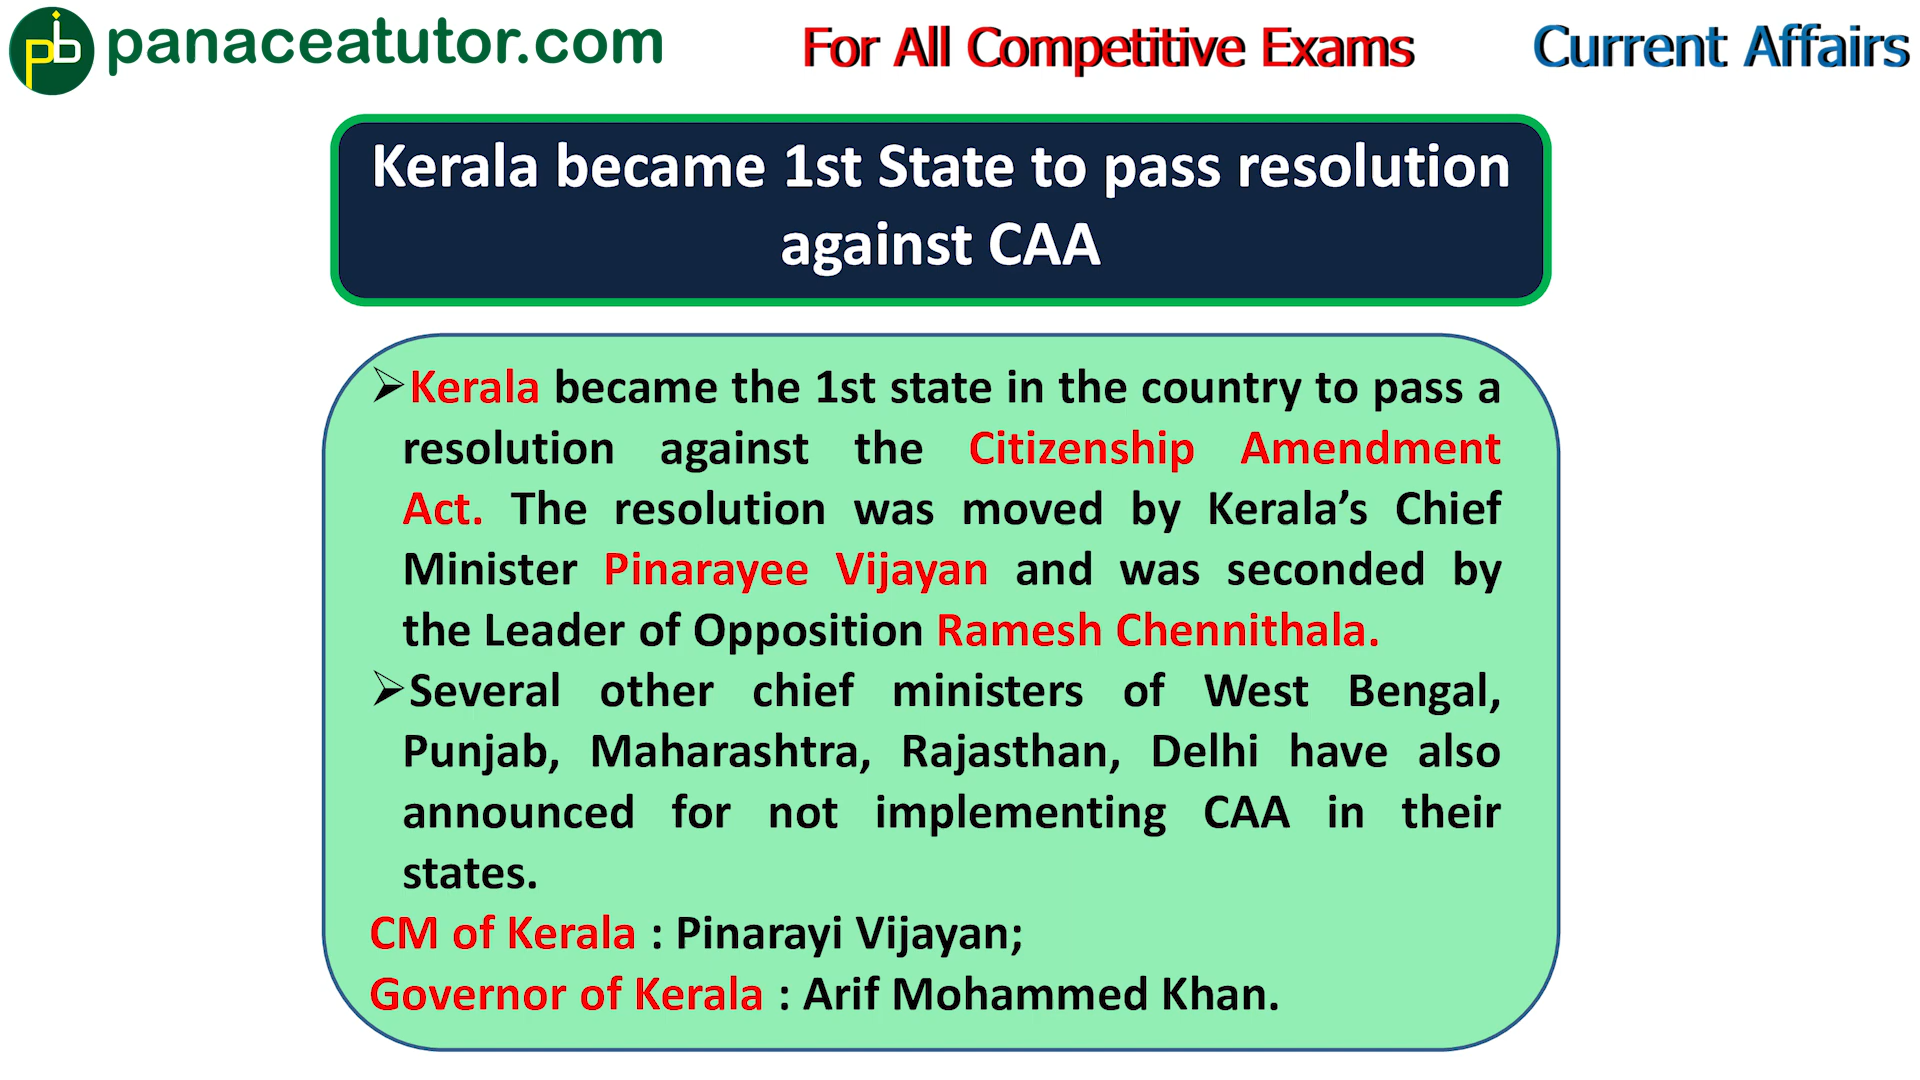 pb panaceatutor.com For All Competitive Exams Current Affairs
Kerala became 1st State to pass resolution
against CAA
➢Kerala became the 1st state in the country to pass a
resolution against the Citizenship Amendment
Act. The resolution was moved by Kerala’s Chief
Minister Pinarayee Vijayan and was seconded by
the Leader of Opposition Ramesh Chennithala.
➢Several other chief ministers of West Bengal,
Punjab, Maharashtra, Rajasthan, Delhi have also
announced for not implementing CAA in their
states.
CM of Kerala : Pinarayi Vijayan;
Governor of Kerala : Arif Mohammed Khan.